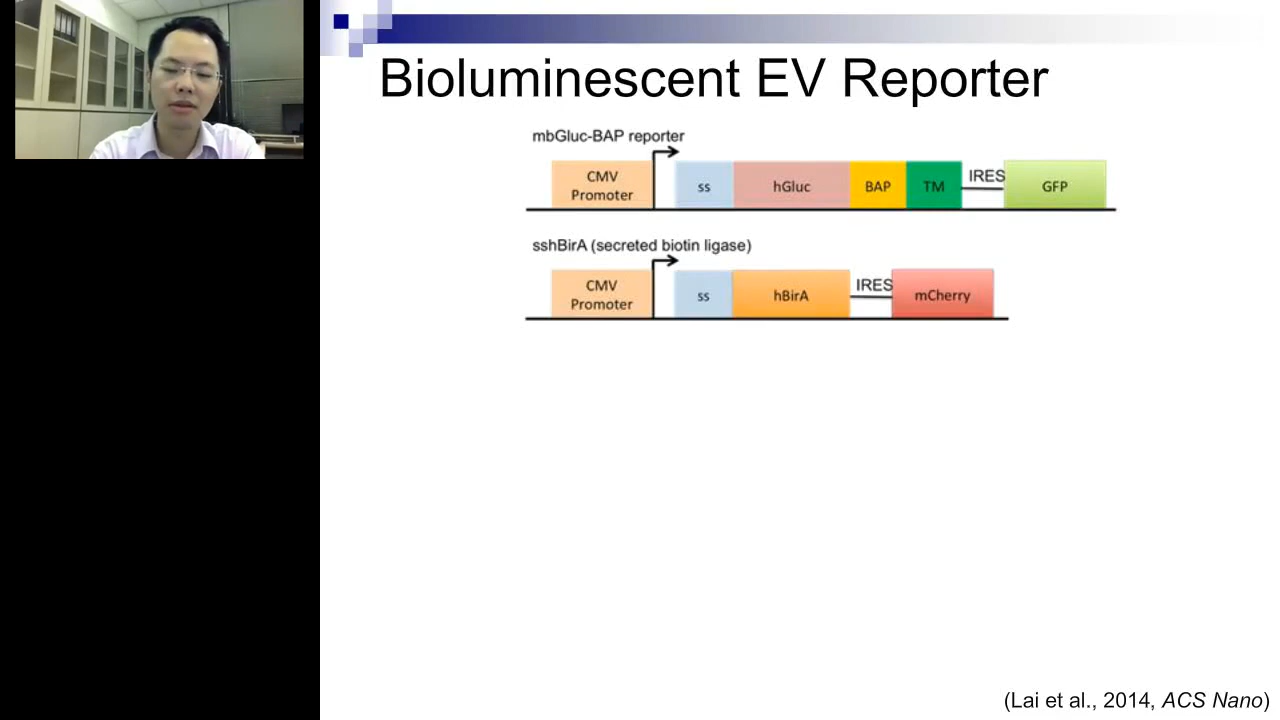 Bioluminescent EV Reporter
mbGluc-BAP reporter
CMV
Promoter
ss
hGluc
BAP
TM
IRES
GFP
sshBirA (secreted biotin ligase)
CMV
Promoter
ss
hBirA
IRES
mCherry
(Lai et al., 2014, ACS Nano)